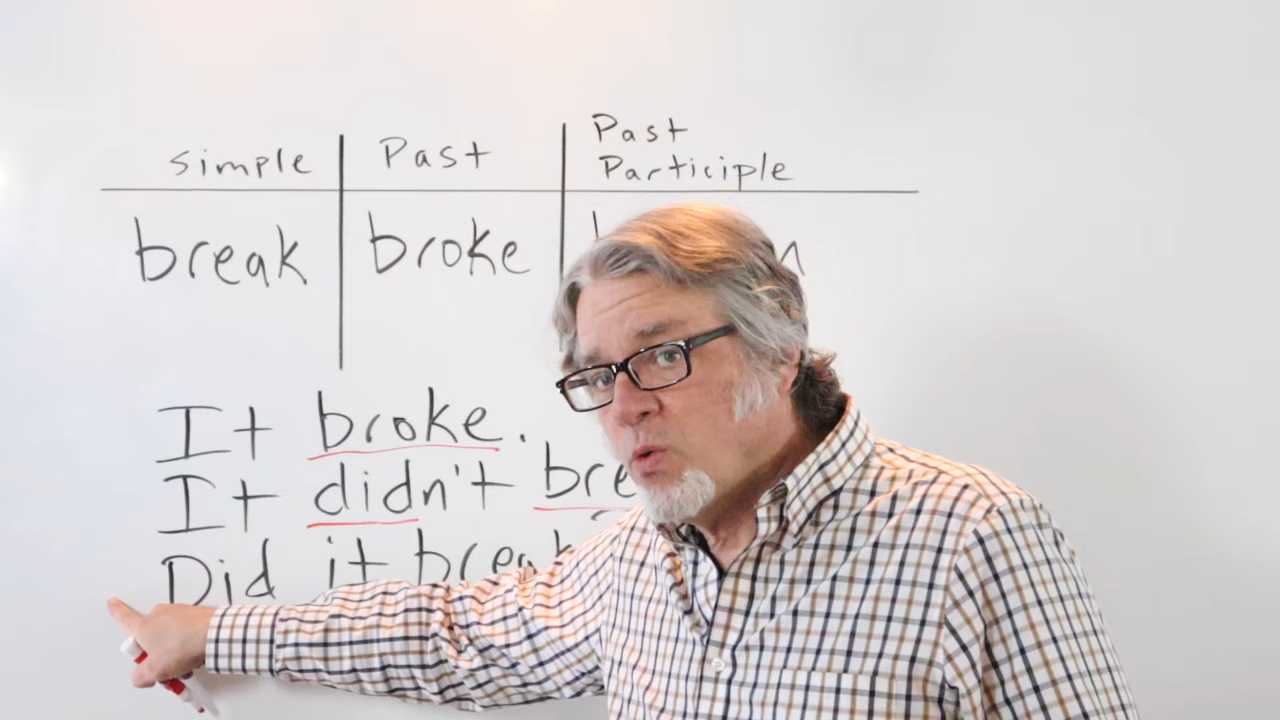 simple Past Past Participle
break broke
It broke.
It didn't
Did it